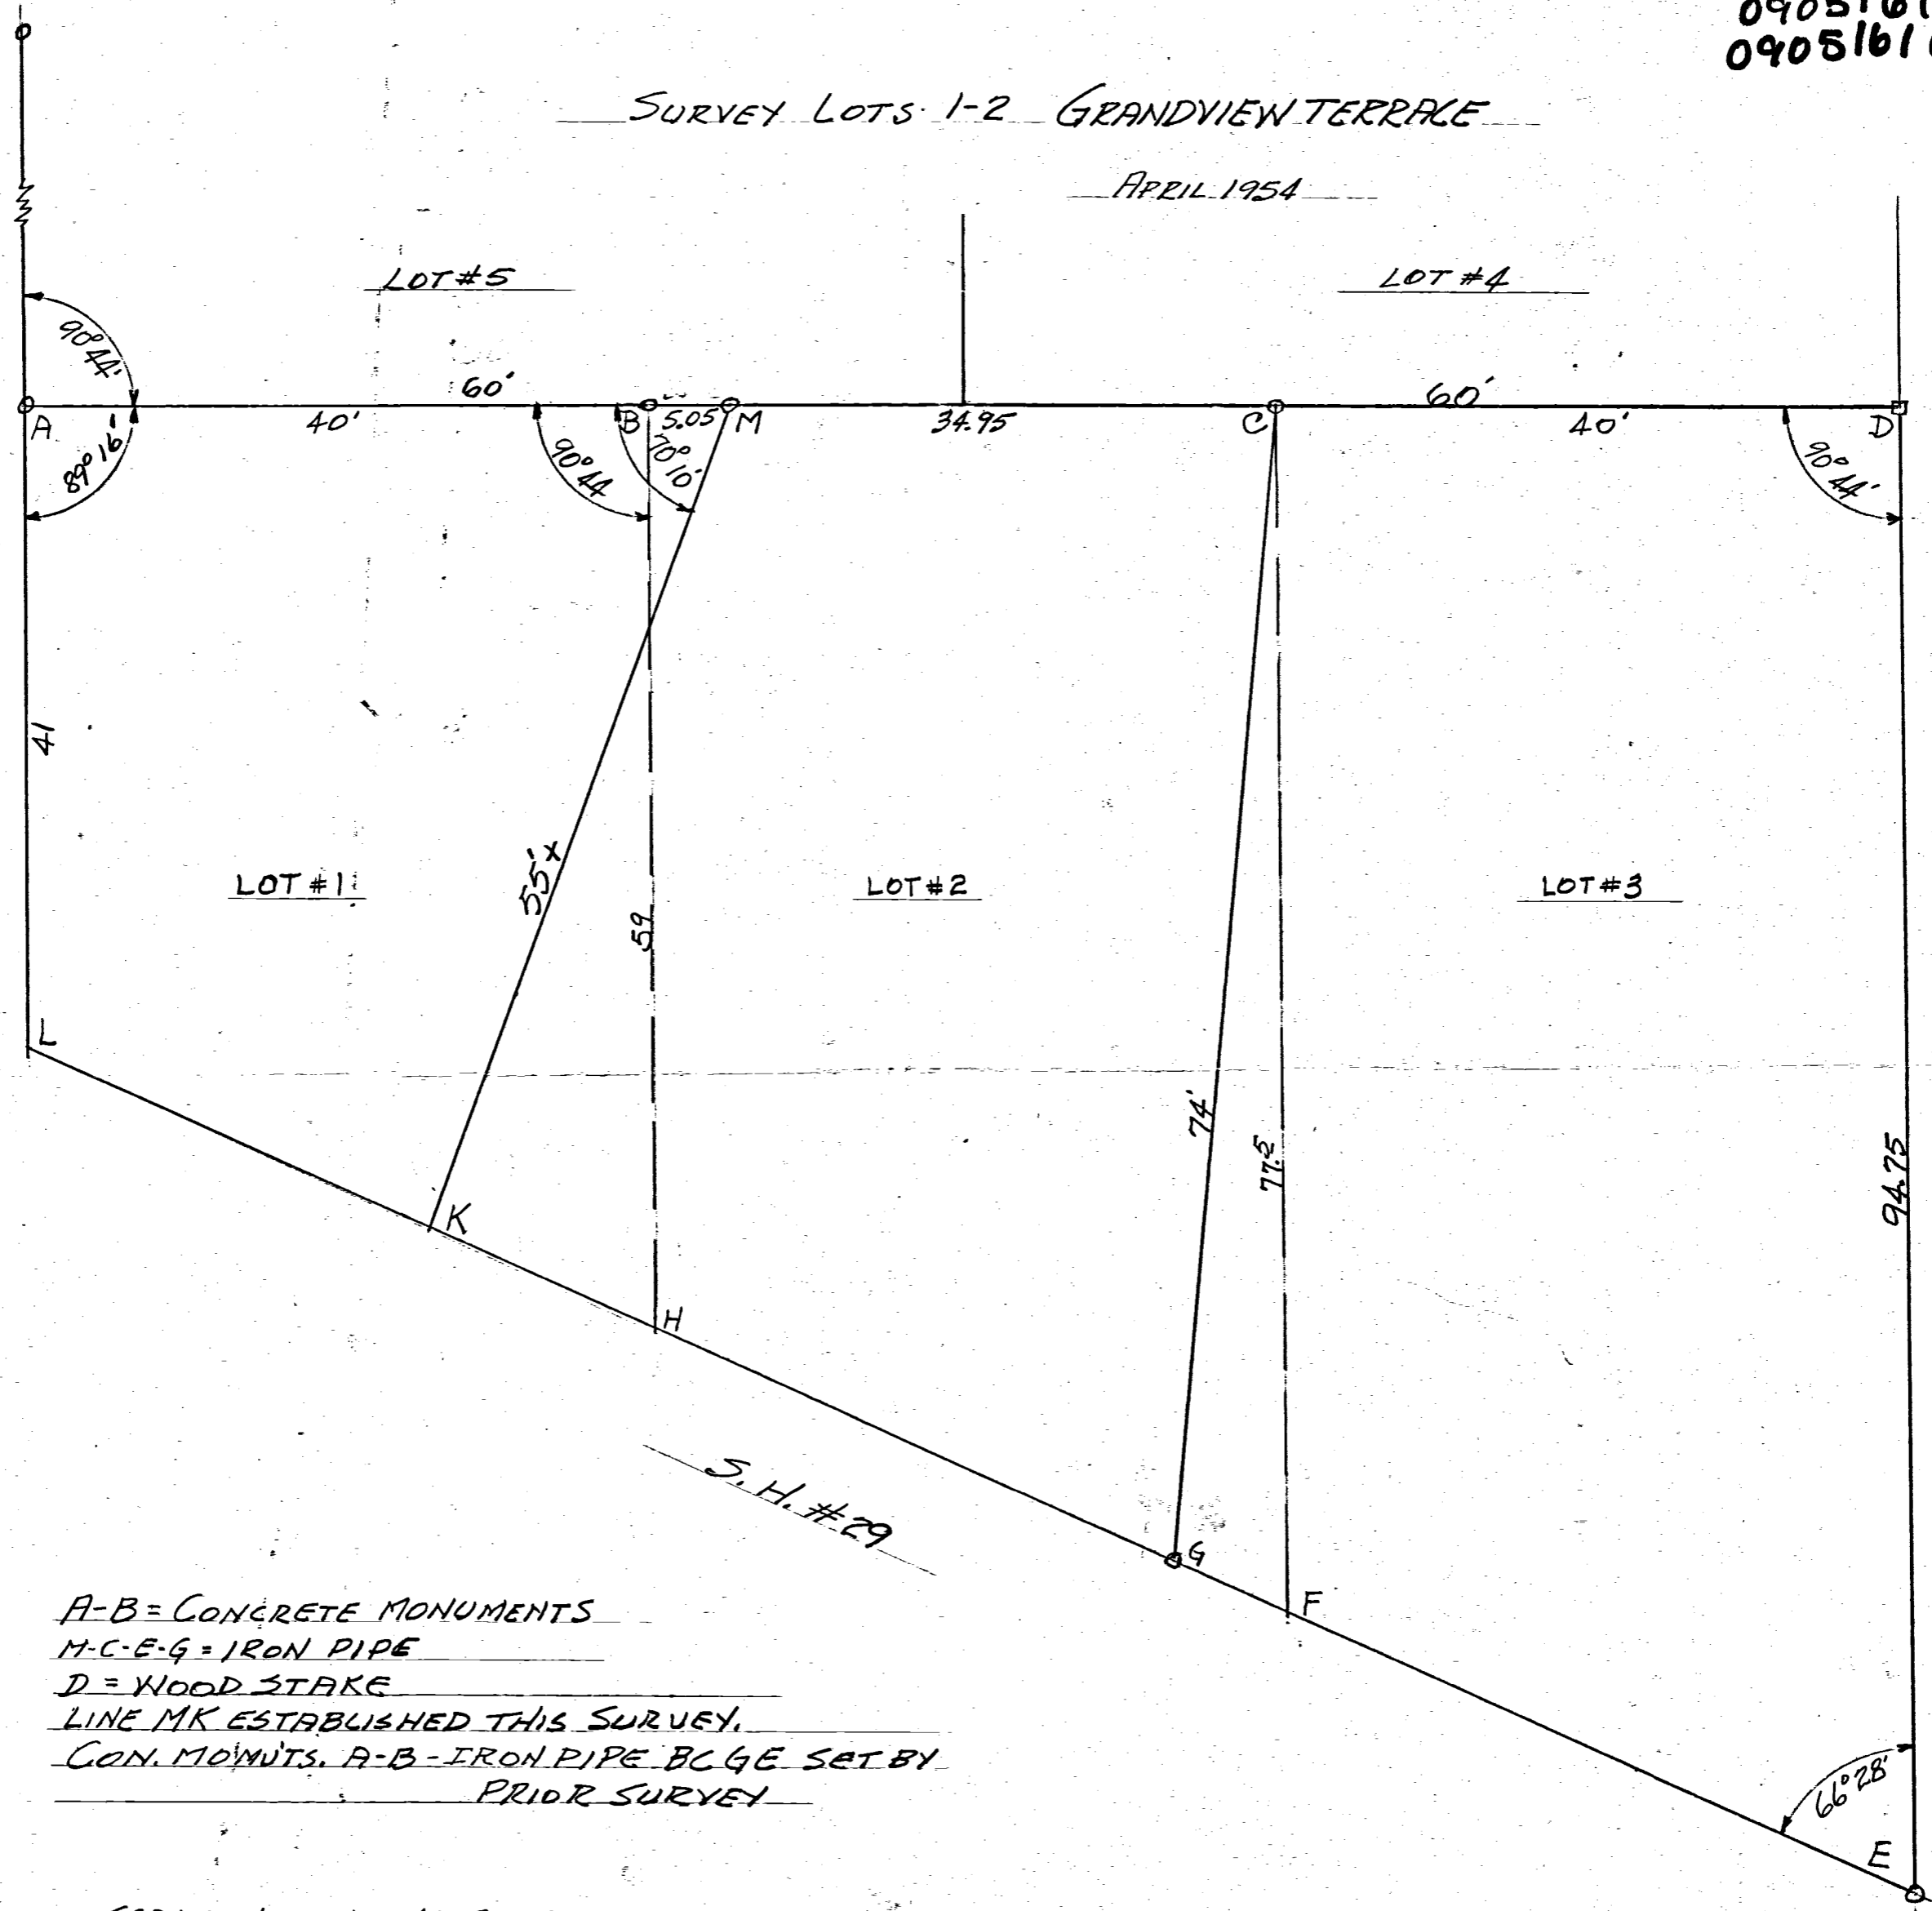 SURVEY LOTS 1-2 GRANDVIEW TERRACE
APRIL 1954
LOT #5
LOT #4
90°44'
60'
60'
A
40'
B
5.05
M
34.95
C
40'
D
89°16'
90°44
70°10'
90°44'
41
55'x
59
LOT #1
LOT #2
LOT #3
L
74'
77.5
94.75
K
H
S.H. #29
G
F
A-B = CONCRETE MONUMENTS
M-C-E-G = IRON PIPE
D = WOOD STAKE
LINE MK ESTABLISHED THIS SURVEY.
CON. MOMUTS. A-B-IRON PIPE BCGE SET BY
PRIOR SURVEY
66°28'
E